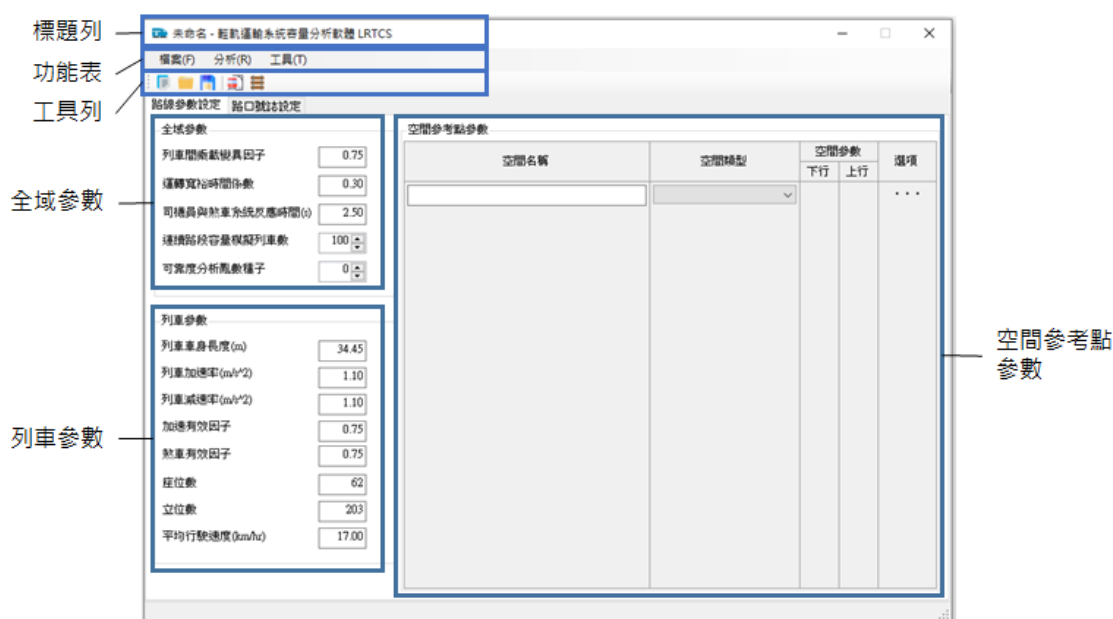 標題列
未命名 - 輕軌運輸系統容量分析軟體 LRTCS
功能表
檔案(F) 分析(R) 工具(T)
工具列
路線參數設定 路口號誌設定
全域參數
全域參數
列車間乘載變異因子 0.75
運轉寬裕時間係數 0.30
司機員與煞車系統反應時間(s) 2.50
連續路段容量模擬列車數 100
可靠度分析亂數種子 0
列車參數
列車參數
列車車身長度(m) 34.45
列車加速率(m/s^2) 1.10
列車減速率(m/s^2) 1.10
加速有效因子 0.75
煞車有效因子 0.75
座位數 62
立位數 203
平均行駛速度(km/hr) 17.00
空間參考點參數
空間名稱 空間類型 空間參數 選項
下行 上行
...
空間參考點
參數